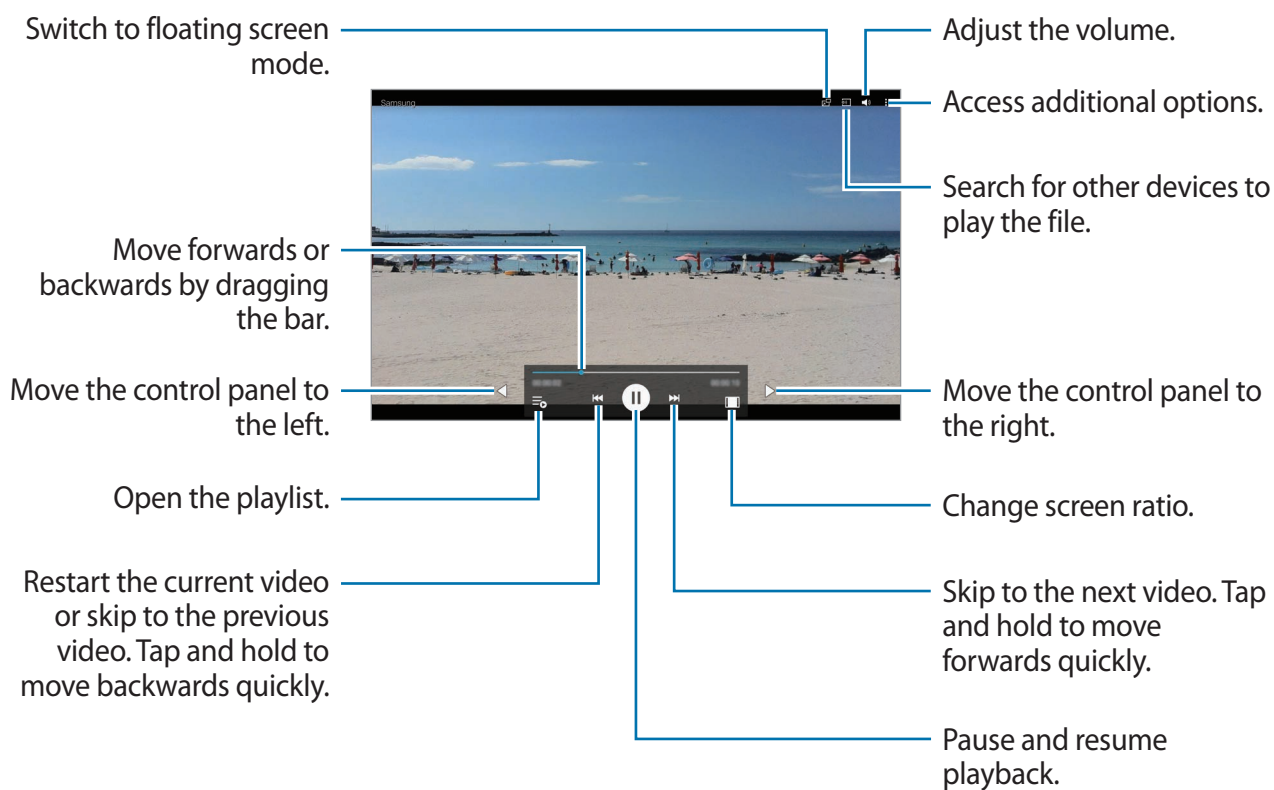 Switch to floating screen
mode.
Adjust the volume.
Samsung
Access additional options.
Search for other devices to
play the file.
Move forwards or
backwards by dragging
the bar.
Move the control panel to
the left.
Move the control panel to
the right.
Open the playlist.
Change screen ratio.
Restart the current video
or skip to the previous
video. Tap and hold to
move backwards quickly.
Skip to the next video. Tap
and hold to move
forwards quickly.
Pause and resume
playback.